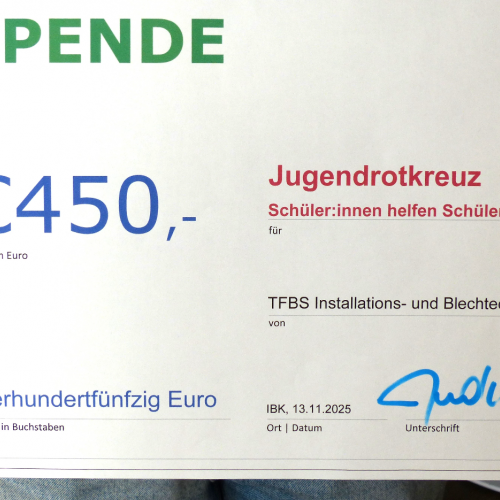 PENDE
€450,-
Euro
Jugendrotkreuz
Schüler:innen helfen Schüler
für
TFBS Installations- und Blechtec
von
erhundertfünfzig Euro
in Buchstaben
IBK, 13.11.2025
Ort | Datum
Unterschrift